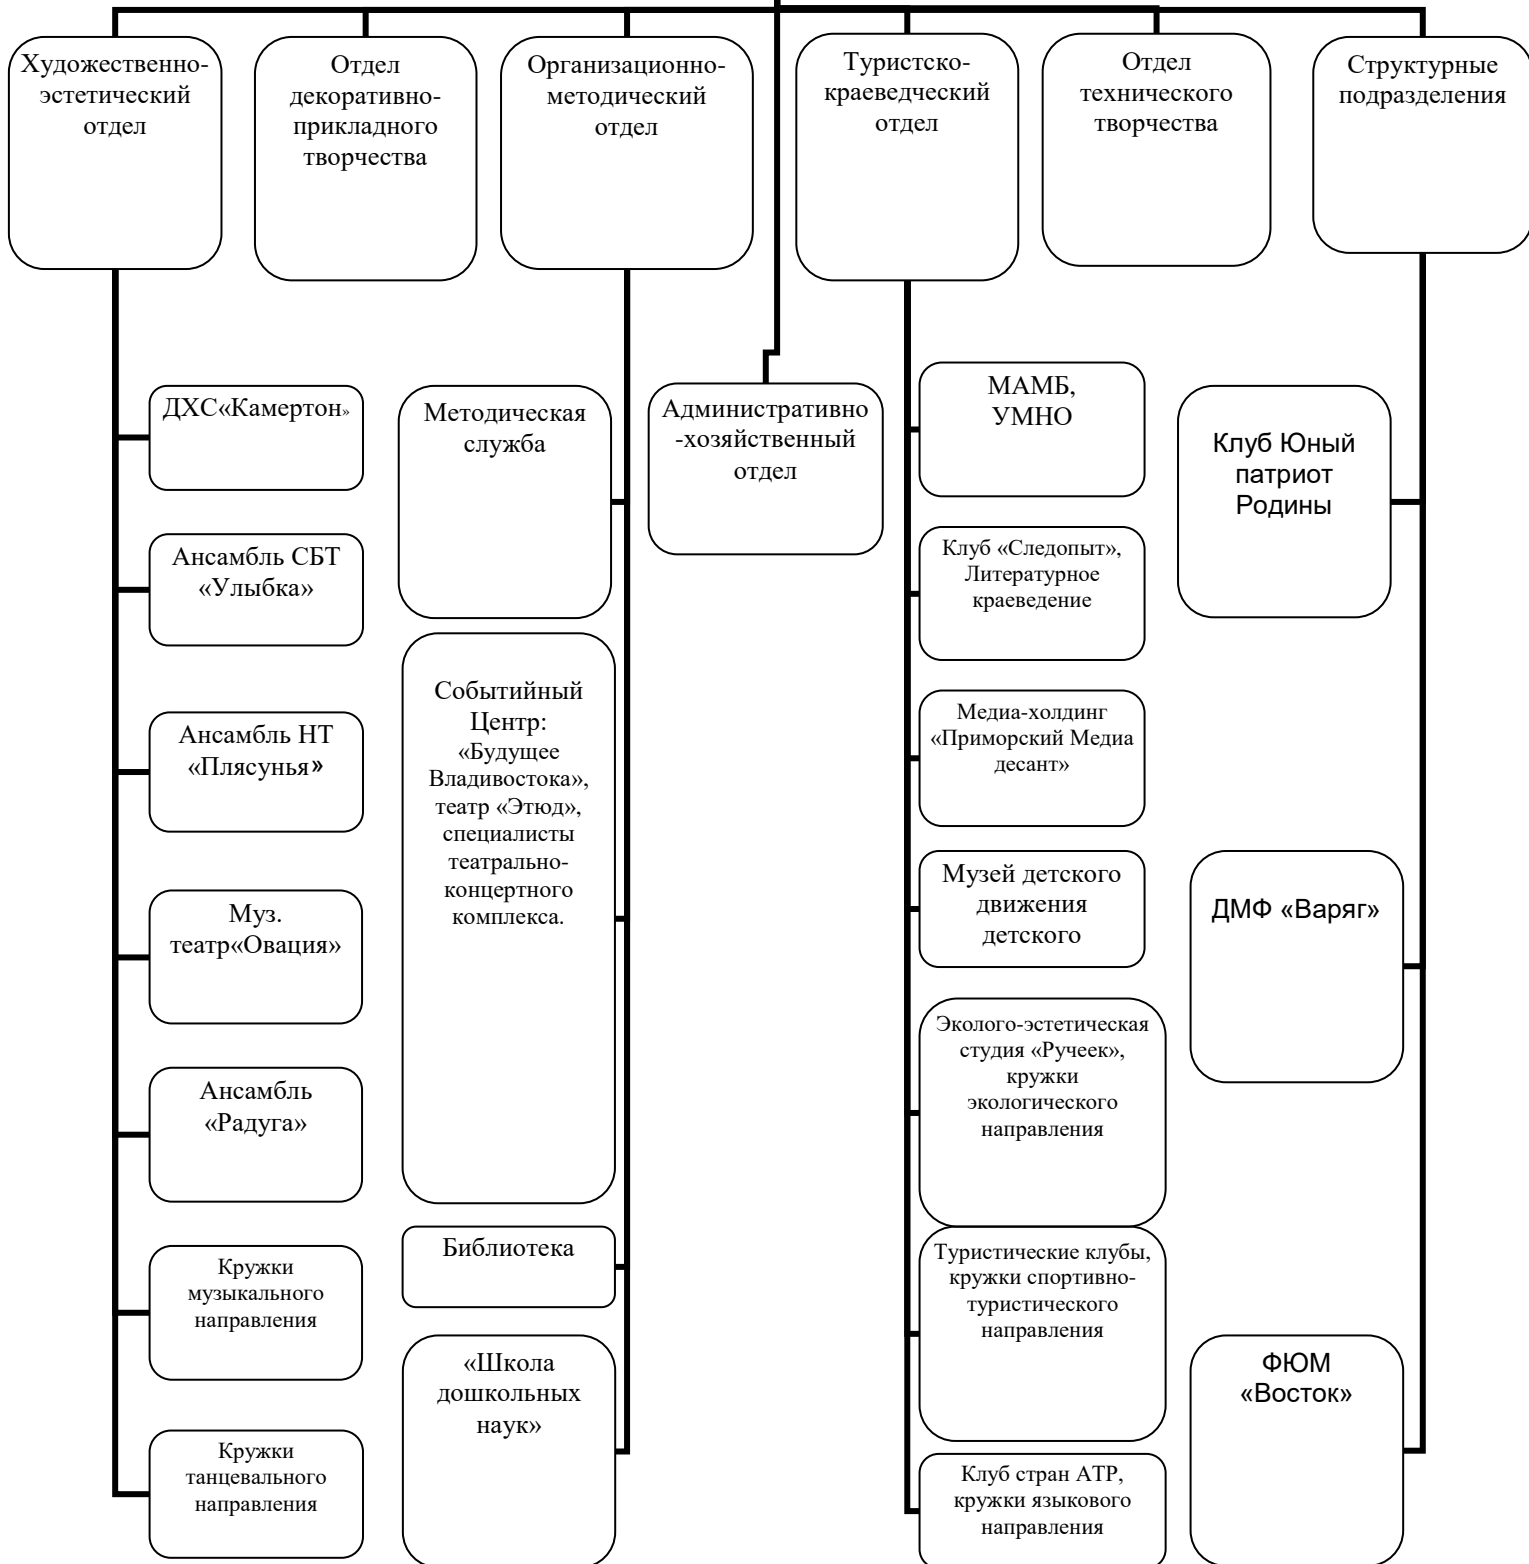 Художественно-
эстетический
отдел
Отдел
декоративно-
прикладного
творчества
Организационно-
методический
отдел
Туристско-
краеведческий
отдел
Отдел
технического
творчества
Структурные
подразделения
ДХС«Камертон»
Ансамбль СБТ
«Улыбка»
Ансамбль НТ
«Плясунья»
Муз.
театр«Овация»
Ансамбль
«Радуга»
Кружки
музыкального
направления
Кружки
танцевального
направления
Методическая
служба
Событийный
Центр:
«Будущее
Владивостока»,
театр «Этюд»,
специалисты
театрально-
концертного
комплекса.
Библиотека
«Школа
дошкольных
наук»
Административно
-хозяйственный
отдел
МАМБ,
УМНО
Клуб «Следопыт»,
Литературное
краеведение
Медиа-холдинг
«Приморский Медиа
десант»
Музей детского
движения
детского
Эколого-эстетическая
студия «Ручеек»,
кружки
экологического
направления
Туристические клубы,
кружки спортивно-
туристического
направления
Клуб стран АТР,
кружки языкового
направления
Клуб Юный
патриот
Родины
ДМФ «Варяг»
ФЮМ
«Восток»